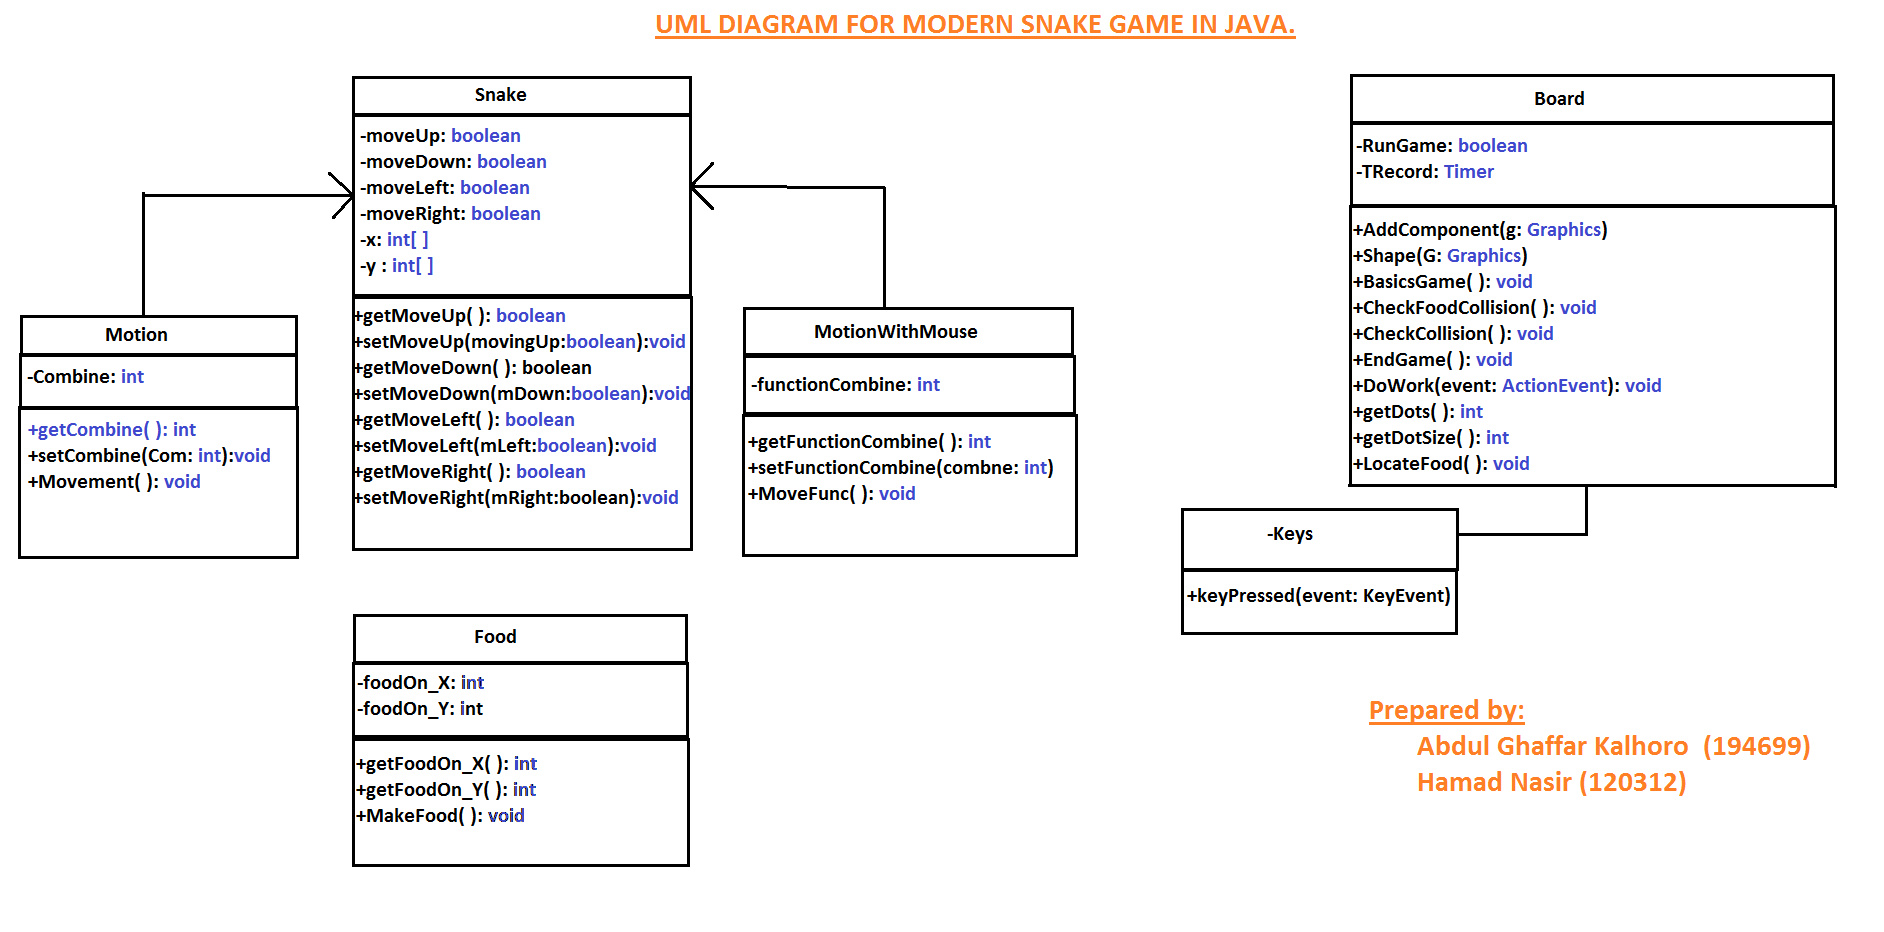 UML DIAGRAM FOR MODERN SNAKE GAME IN JAVA.
Snake
-moveUp: boolean
-moveDown: boolean
-moveLeft: boolean
-moveRight: boolean
-x: int[ ]
-y : int[ ]
+getMoveUp( ): boolean
+setMoveUp(movingUp:boolean):void
+getMoveDown( ): boolean
+setMoveDown(mDown:boolean):void
+getMoveLeft( ): boolean
+setMoveLeft(mLeft:boolean):void
+getMoveRight( ): boolean
+setMoveRight(mRight:boolean):void
Motion
-Combine: int
+getCombine( ): int
+setCombine(Com: int):void
+Movement( ): void
MotionWithMouse
-functionCombine: int
+getFunctionCombine( ): int
+setFunctionCombine(combne: int)
+MoveFunc( ): void
Board
-RunGame: boolean
-TRecord: Timer
+AddComponent(g: Graphics)
+Shape(G: Graphics)
+BasicsGame( ): void
+CheckFoodCollision( ): void
+CheckCollision( ): void
+EndGame( ): void
+DoWork(event: ActionEvent): void
+getDots( ): int
+getDotSize( ): int
+LocateFood( ): void
-Keys
+keyPressed(event: KeyEvent)
Food
-foodOn_X: int
-foodOn_Y: int
+getFoodOn_X( ): int
+getFoodOn_Y( ): int
+MakeFood( ): void
Prepared by:
Abdul Ghaffar Kalhoro  (194699)
Hamad Nasir (120312)